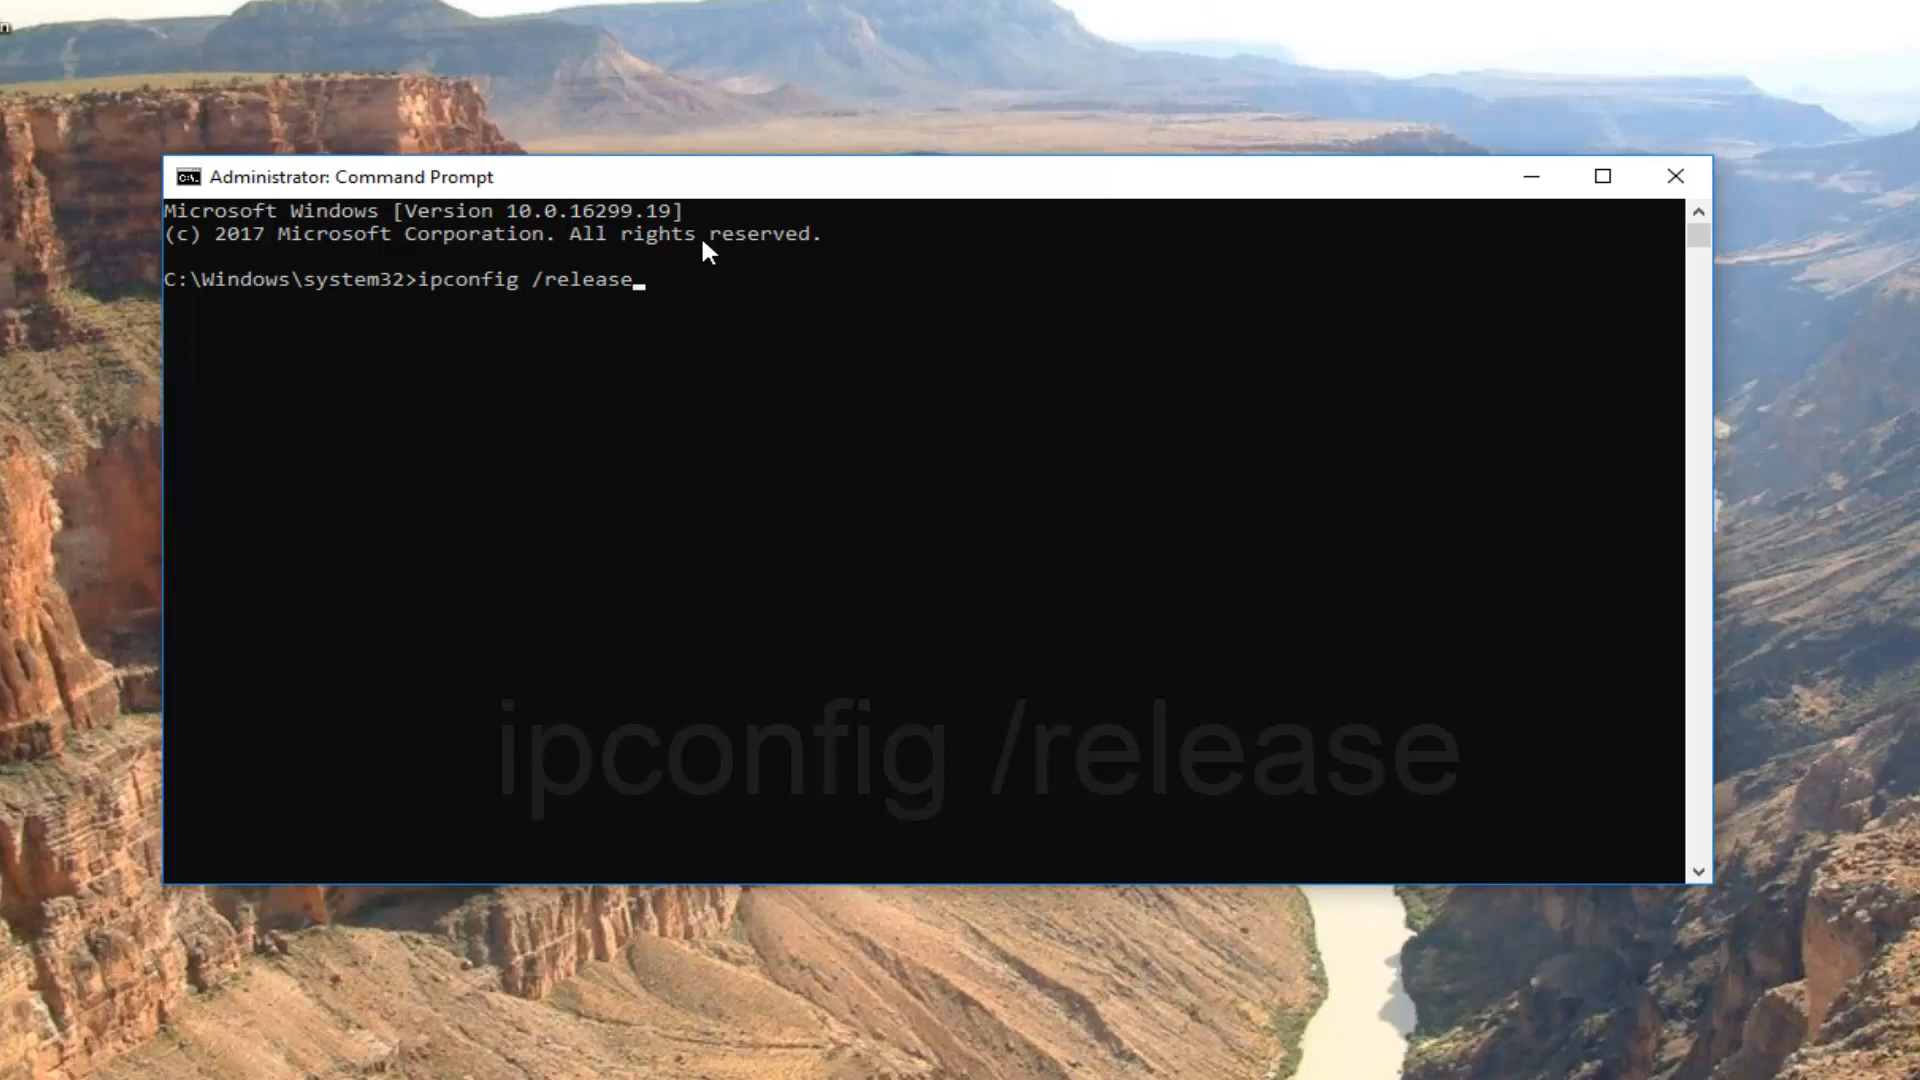 n
Administrator: Command Prompt
Microsoft Windows [Version 10.0.16299.19]
(c) 2017 Microsoft Corporation. All rights reserved.
C:\Windows\system32>ipconfig /release
ipconfig /release